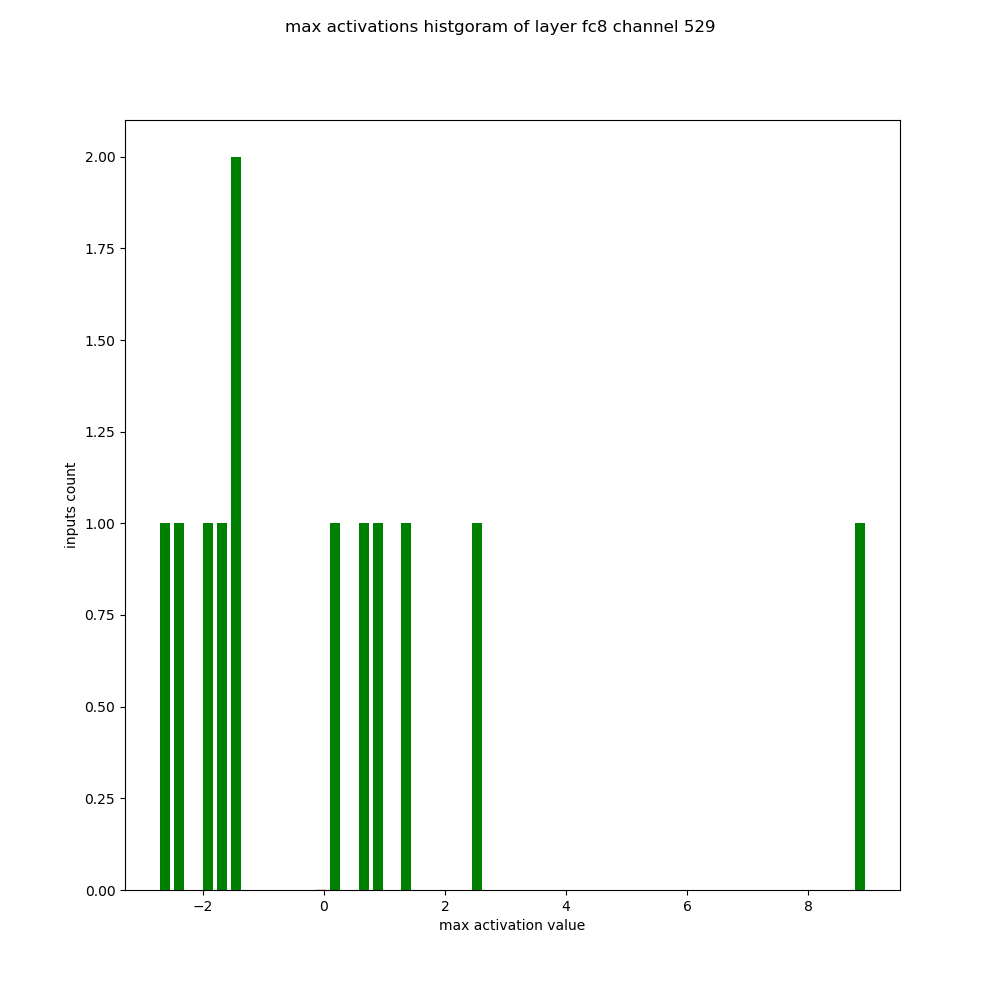 max activations histgoram of layer fc8 channel 529
2.00
1.75
1.50
1.25
1.00
0.75
0.50
0.25
0.00
inputs count
−2 0 2 4 6 8
max activation value